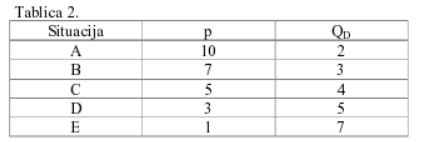 Tablica 2.
Situacija p QD
A 10 2
B 7 3
C 5 4
D 3 5
E 1 7